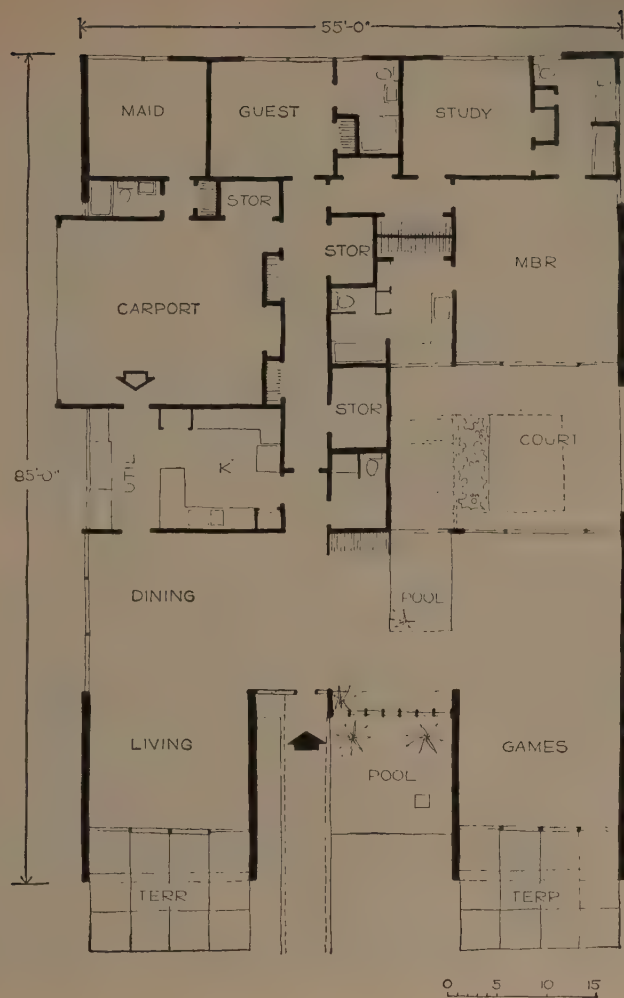 55'-0"
MAID
GUEST
STUDY
STOR
STOR
MBR
CARPORT
STOR
COURT
85'-0"
UTIL
K.
DINING
POOL
LIVING
POOL
GAMES
TERR
TERR
0 5 10 15